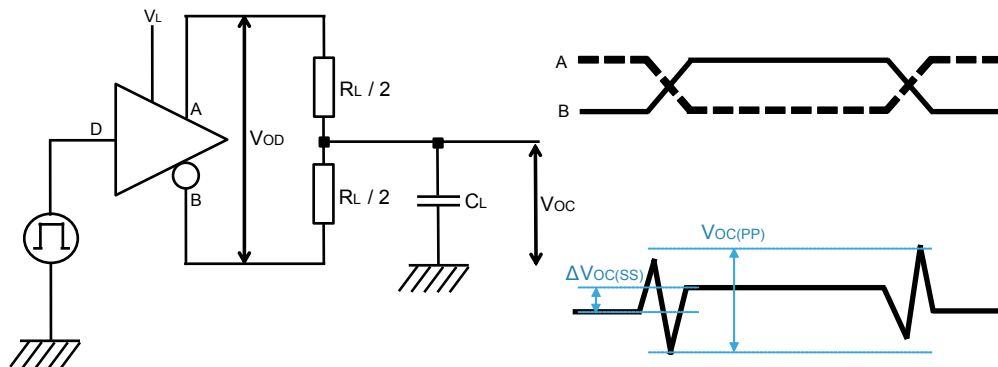 VL
A
D
VOD
B
RL / 2
RL / 2
CL
VOC
A
B
VOC(PP)
ΔVOC(SS)